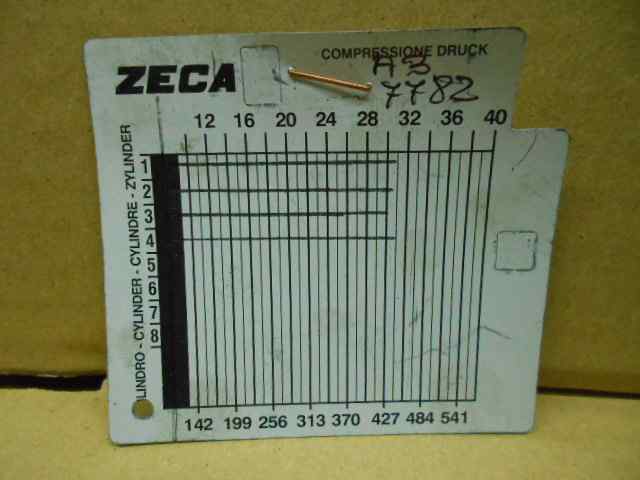 COMPRESSIONE DRUCK
ZECA
AB
7782
12 16 20 24 28 32 36 40
LINDRO - CYLINDER - CYLINDRE - ZYLINDER
1
2
3
4
5
6
7
8
142 199 256 313 370 427 484 541